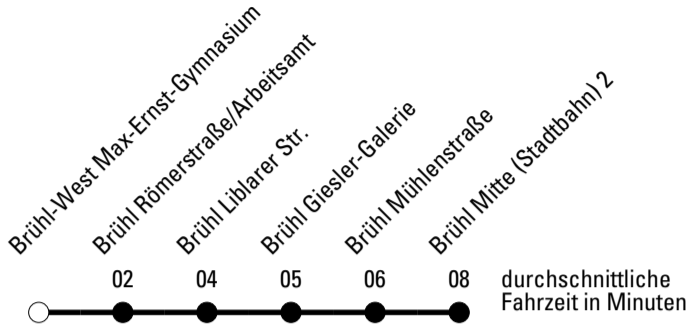 Brühl-West Max-Ernst-Gymnasium
Brühl Römerstraße/Arbeitsamt
Brühl Liblarer Str.
Brühl Giesler-Galerie
Brühl Mühlenstraße
Brühl Mitte (Stadtbahn) 2
02 04 05 06 08
durchschnittliche
Fahrzeit in Minuten